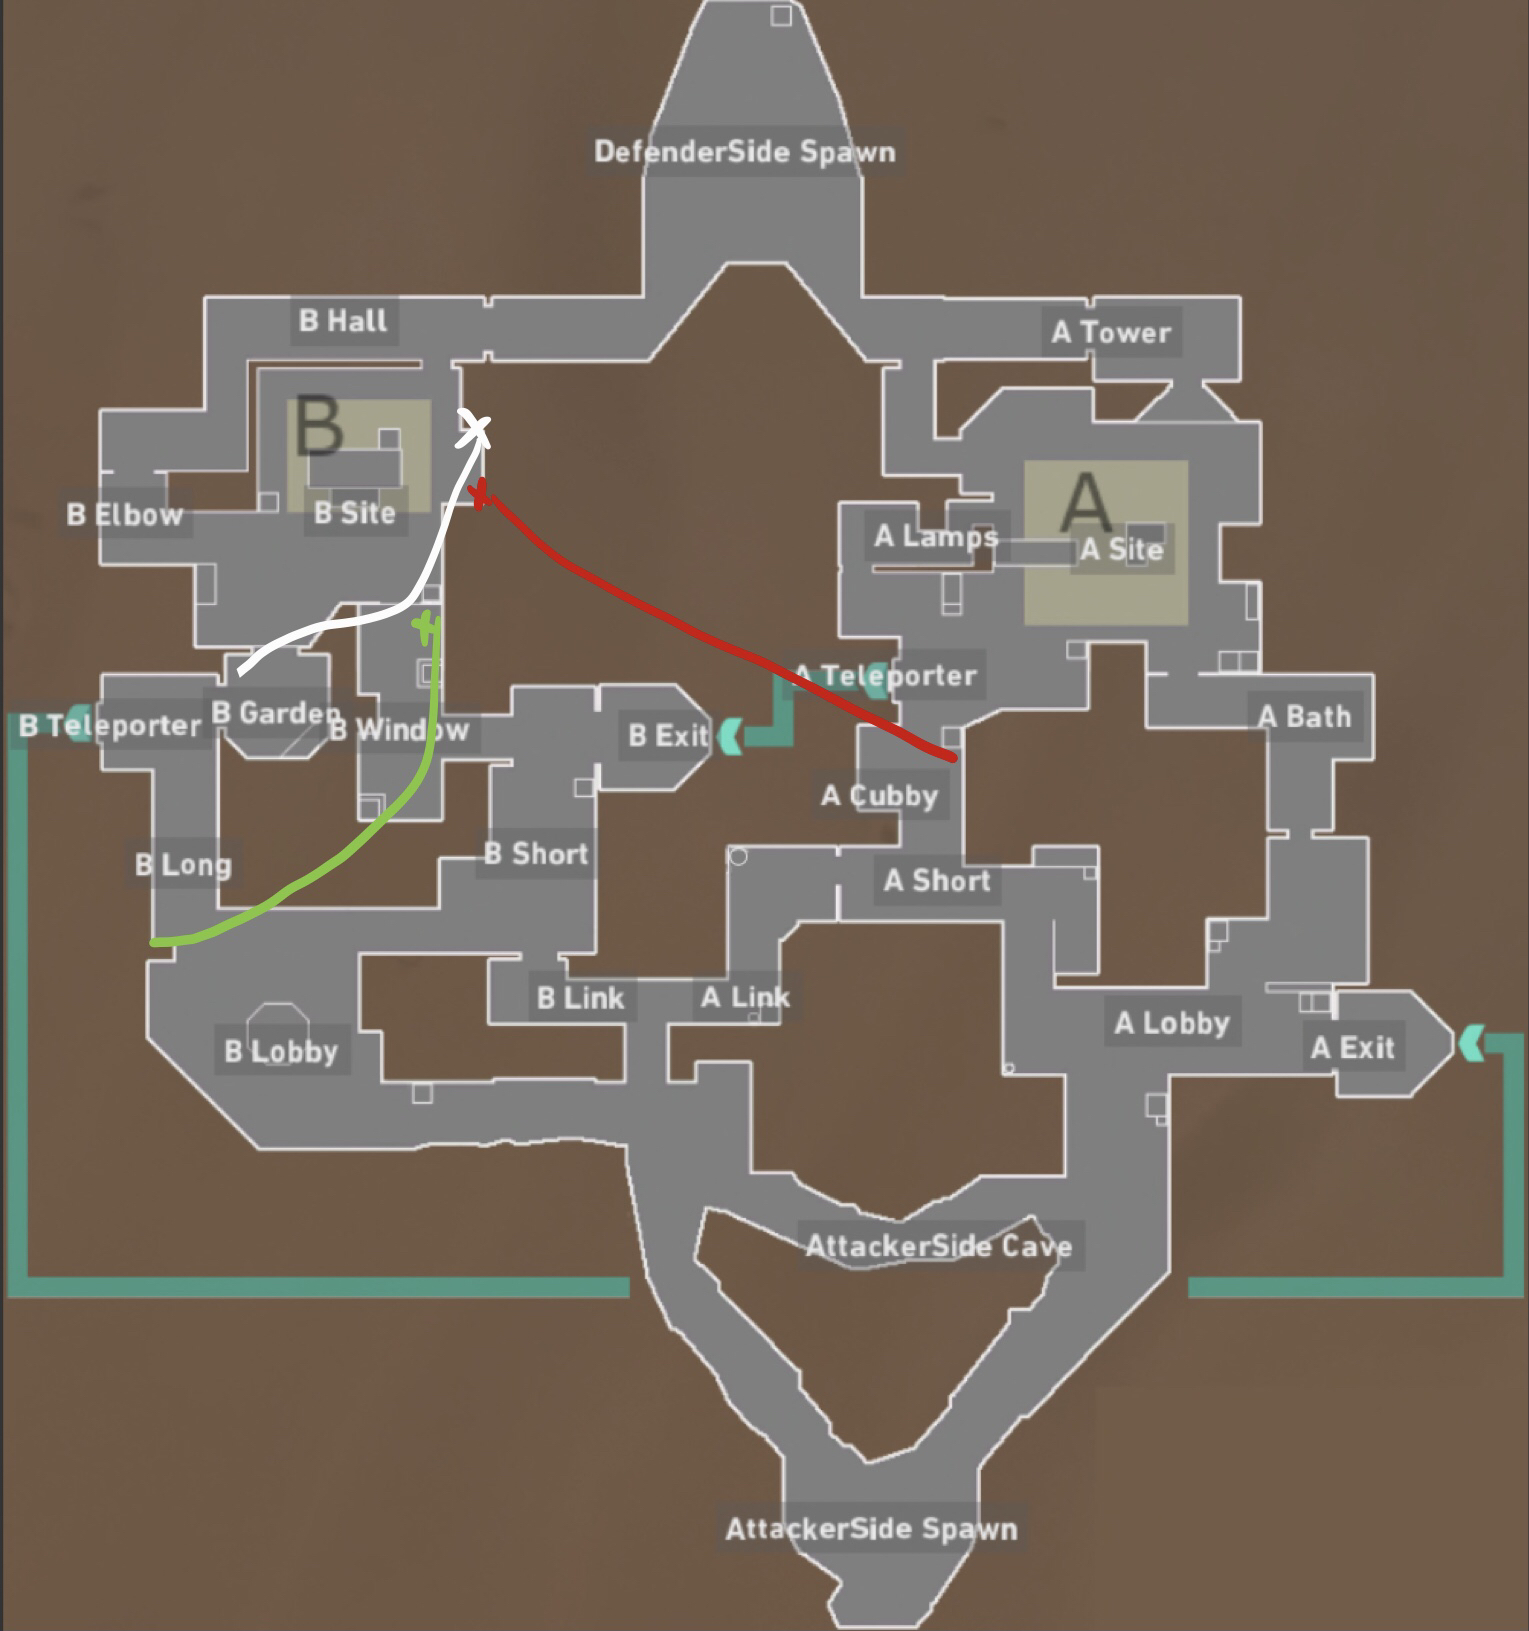 DefenderSide Spawn
B Hall
A Tower
B
A
B Elbow
B Site
A Lamps
A Site
A Teleporter
B Teleporter
B Garden
B Window
B Exit
A Bath
A Cubby
B Long
B Short
A Short
B Link
A Link
A Lobby
B Lobby
A Exit
AttackerSide Cave
AttackerSide Spawn